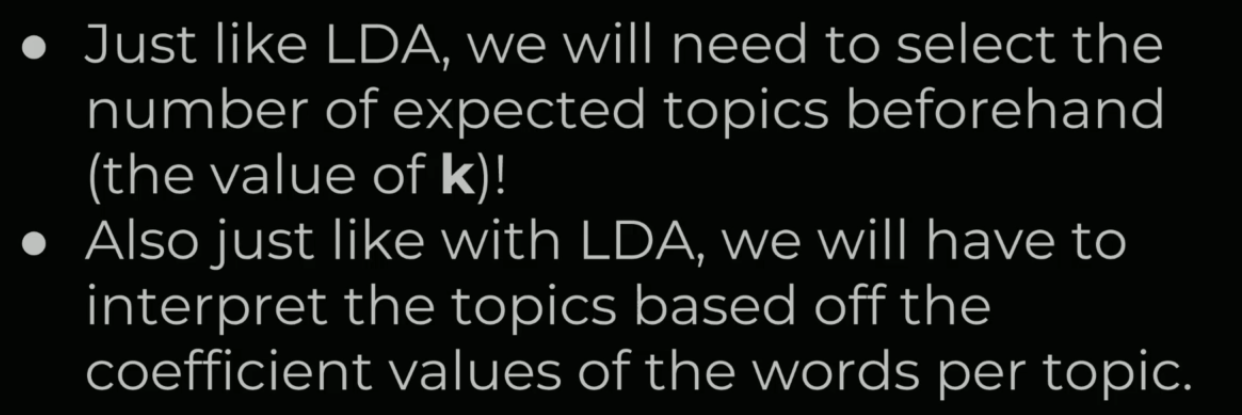 ● Just like LDA, we will need to select the
number of expected topics beforehand
(the value of k)!
● Also just like with LDA, we will have to
interpret the topics based off the
coefficient values of the words per topic.